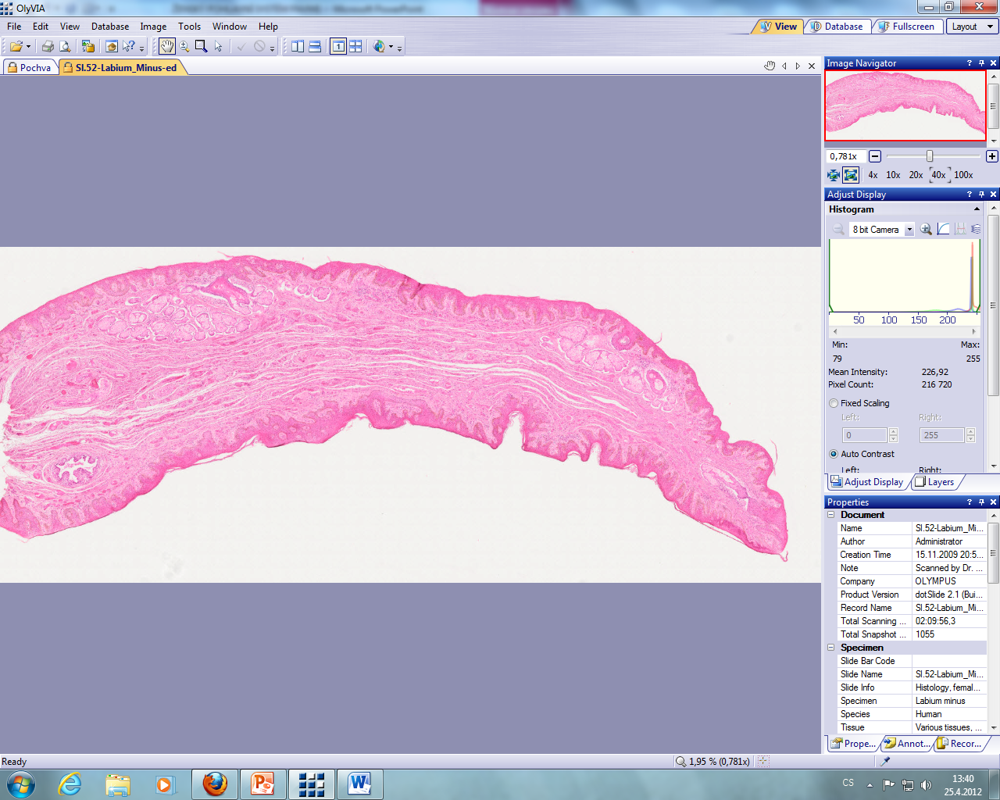 OlyVIA
File Edit View Database Image Tools Window Help
View Database Fullscreen Layout
1
Pochva Sl.52-Labium_Minus-ed
Image Navigator
0,781x
4x 10x 20x 40x 100x
Adjust Display
Histogram
8 bit Camera
50 100 150 200
Min: Max:
79 255
Mean Intensity: 226,92
Pixel Count: 216 720
Fixed Scaling
Left: Right:
0 255
Auto Contrast
Left: Right:
Adjust Display Layers
Properties
Document
Name Sl.52-Labium_Mi...
Author Administrator
Creation Time 15.11.2009 20:5...
Note Scanned by Dr. ...
Company OLYMPUS
Product Version dotSlide 2.1 (Bui...
Record Name Sl.52-Labium_Mi...
Total Scanning ... 02:09:56,3
Total Snapshot ... 1055
Specimen
Slide Bar Code
Slide Name Sl.52-Labium_Mi...
Slide Info Histology, femal...
Specimen Labium minus
Species Human
Tissue Various tissues, ...
Prope... Annot... Recor...
Ready 1,95 % (0,781x)
CS 13:40
25.4.2012